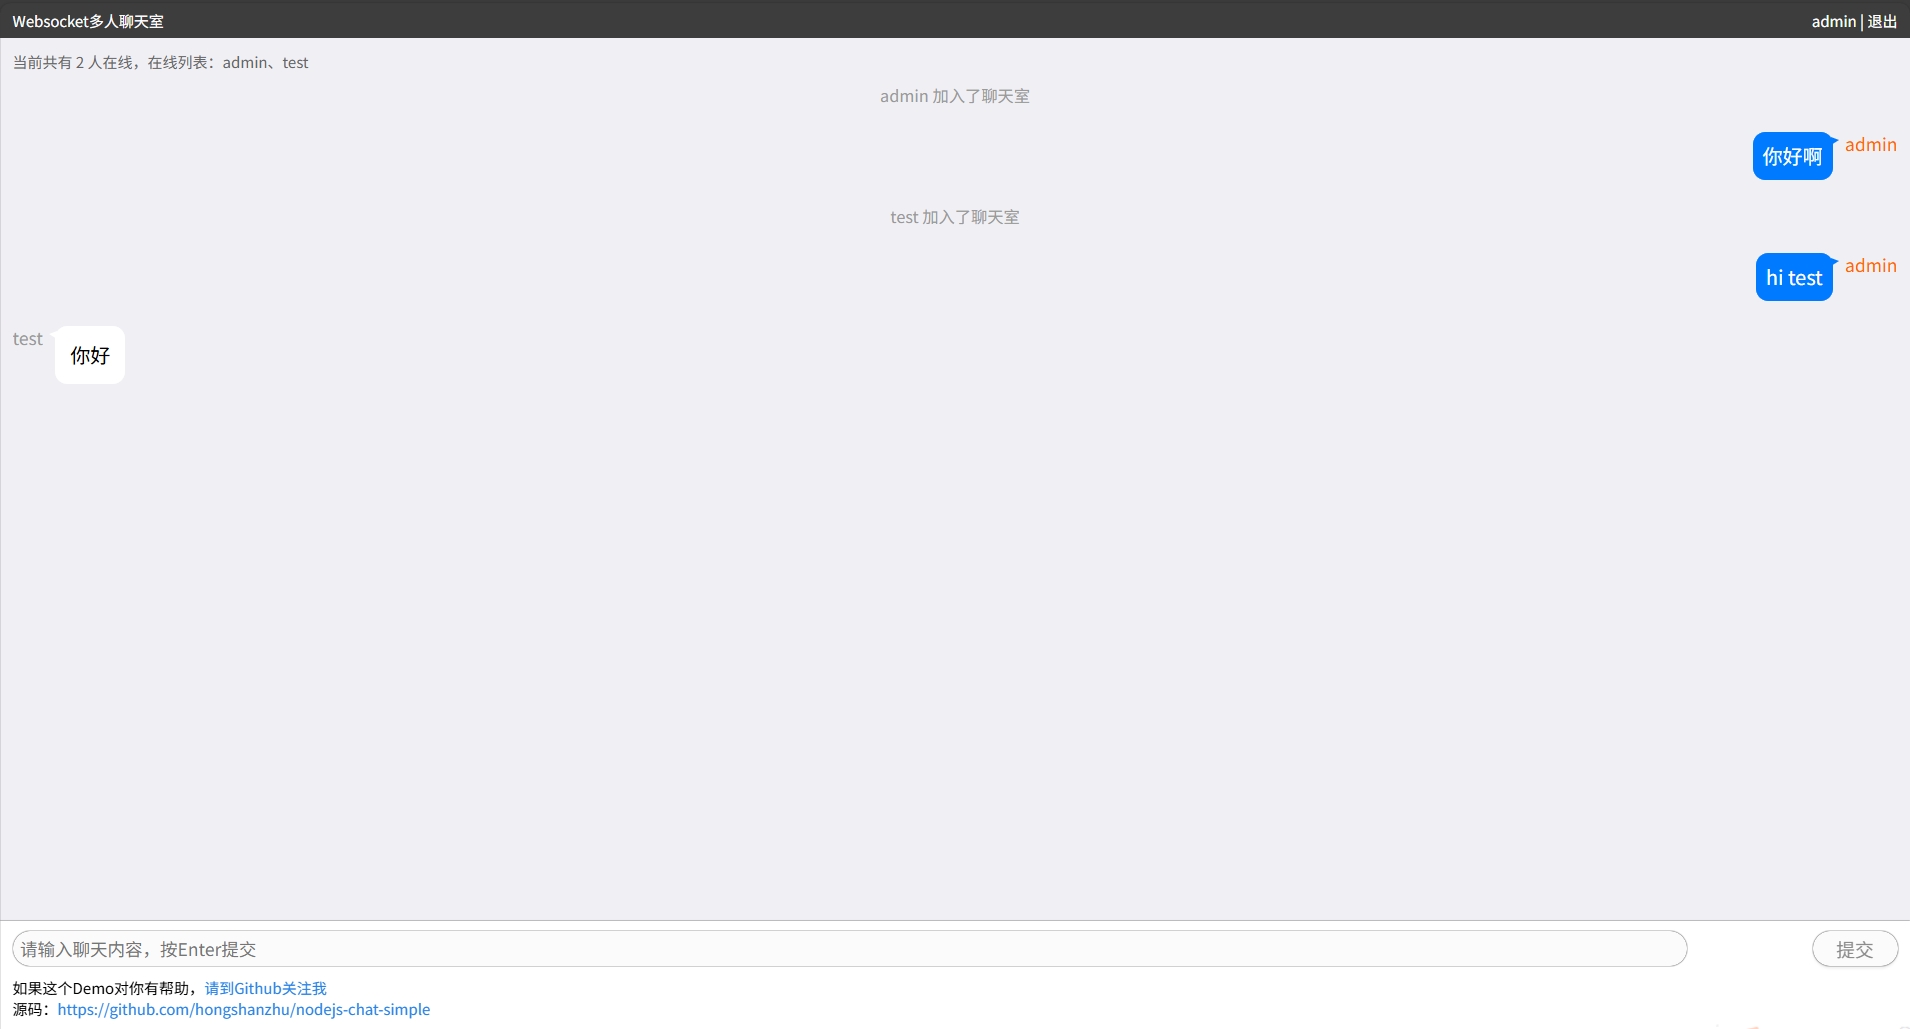 Websocket多人聊天室
admin | 退出
当前共有 2 人在线，在线列表：admin、test
admin 加入了聊天室
你好啊
admin
test 加入了聊天室
hi test
admin
test
你好
请输入聊天内容，按Enter提交
提交
如果这个Demo对你有帮助，请到Github关注我
源码：https://github.com/hongshanzhu/nodejs-chat-simple